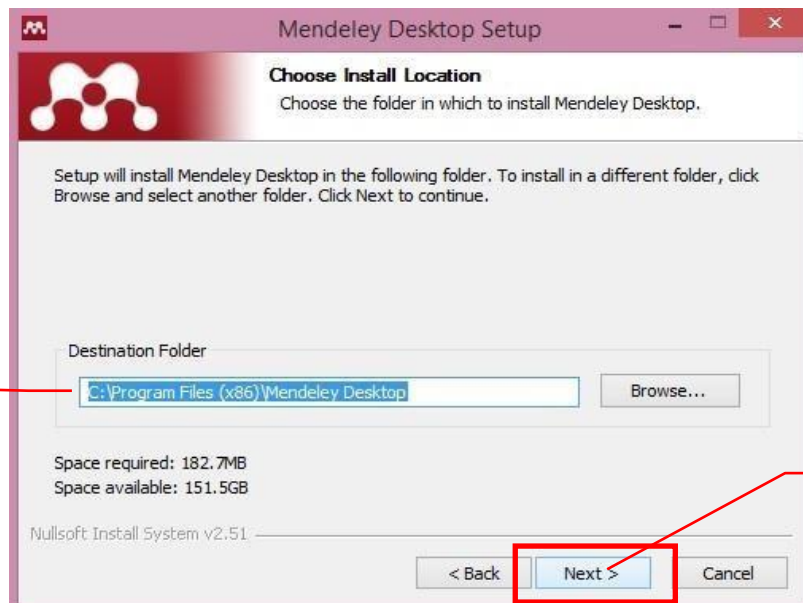 Mendeley Desktop Setup
Choose Install Location
Choose the folder in which to install Mendeley Desktop.
Setup will install Mendeley Desktop in the following folder. To install in a different folder, click
Browse and select another folder. Click Next to continue.
Destination Folder
C:\Program Files (x86)\Mendeley Desktop
Browse...
Space required: 182.7MB
Space available: 151.5GB
Nullsoft Install System v2.51
< Back
Next >
Cancel